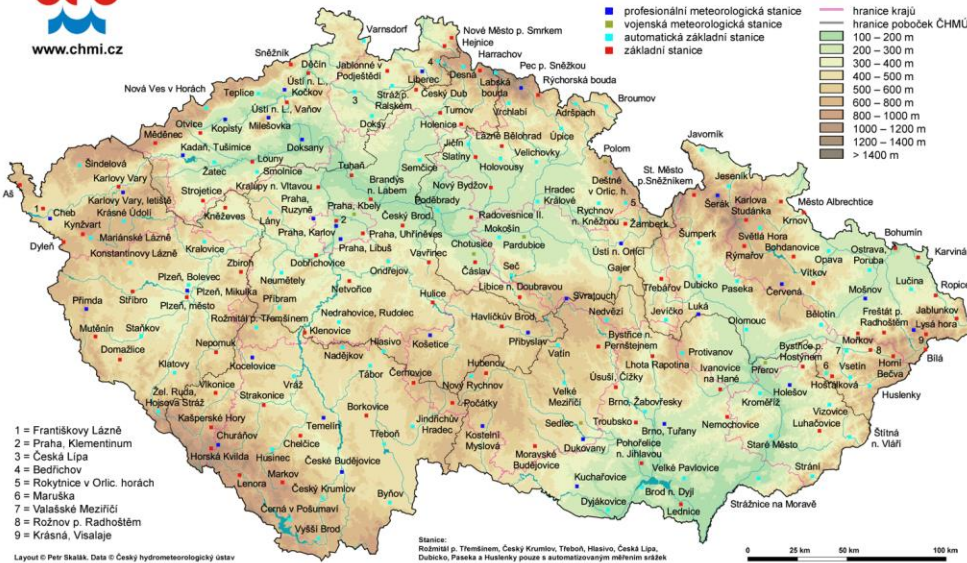 www.chmi.cz
profesionální meteorologická stanice
vojenská meteorologická stanice
automatická základní stanice
základní stanice
hranice krajů
hranice poboček ČHMÚ
100 – 200 m
200 – 300 m
300 – 400 m
400 – 500 m
500 – 600 m
600 – 800 m
800 – 1000 m
1000 – 1200 m
1200 – 1400 m
> 1400 m
Varnsdorf
Nové Město p. Smrkem
Hejnice
Harrachov
Pec p. Sněžkou
Rýchorská bouda
Sněžník
Děčín
Jablonné v
Podještědí
4
Desná
Liberec
Labská
bouda
Nová Ves v Horách
Teplice
Ústí n. L.,
Kočkov
Stráž p.
Ralskem
Český Dub
Vrchlabí
Broumov
Adršpach
3
Otvice
Ústí n. L., Vaňov
Kopisty
Milešovka
Doksy
Turnov
Holenice
Úpice
Měděnec
Kadaň, Tušimice
Doksany
Jičín
Lázně Bělohrad
Slatiny
Velichovky
Javorník
Šindelová
Žatec
Louny
Smolnice
Tuhaň
Semčice
Holovousy
Polom
Jeseník
Karlovy Vary
Karlovy Vary, letiště
Strojetice
Kralupy n. Vltavou
Brandýs
n. Labem
Nový Bydžov
Deštné
v Orlic. h.
St. Město
p.Sněžníkem
Šerák
Karlova
Studánka
Město Albrechtice
Aš
1
Cheb
Krásné Údolí
Kněževes
Praha,
Ruzyně
Praha, Kbely
2
Poděbrady
Hradec
Králové
Rychnov
n. Kněžnou
5
Žamberk
Krnov
Kynžvart
Lány
Praha, Karlov
Český Brod
Radovesnice II.
Mokošín
Světlá Hora
Bohumín
Dyleň
Mariánské Lázně
Kralovice
Praha, Libuš
Praha, Uhříněves
Chotusice
Pardubice
Ústí n. Orlicí
Šumperk
Rýmařov
Bohdanovice
Opava
Ostrava,
Poruba
Karviná
Konstantinovy Lázně
Zbiroh
Dobřichovice
Vavřinec
Čáslav
Seč
Gajer
Vítkov
Lučina
Plzeň, Bolevec
Neumětely
Ondřejov
Libice n. Doubravou
Třebářov
Dubicko
Paseka
Červená
Mošnov
Ropice
Přimda
Stříbro
Plzeň, Mikulka
Plzeň, město
Příbram
Netvořice
Hulice
Svratouch
Luká
Jevíčko
Frešták p.
Radhoštěm
Jablunkov
Lysá hora
Mutěnín
Staňkov
Rožmitál p. Třemšínem
Nedrahovice, Rudolec
Havlíčkův Brod
Nedvězí
Olomouc
Bělotín
9
Bílá
Domažlice
Nepomuk
Klenovice
Hlasivo
Košetice
Přibyslav
Bystřice n.
Pernštejnem
Bystřice p.
Hostýnem
Morkov
7
8
Klatovy
Kocelovice
Nadějkov
Vatín
Protivanov
Přerov
Vsetín
6
Horní
Bečva
Vlkonice
Vráž
Tábor
Černovice
Hubenov
Lhota Rapotina
Ivanovice
na Hané
Hošťálková
Huslenky
Žel. Ruda,
Hojsova Stráž
Strakonice
Nový Rychnov
Velké
Meziříčí
Úsuší, Čížky
Holešov
Kroměříž
Kašperské Hory
Borkovice
Počátky
Brno, Žabovřesky
Vizovice
Churáňov
Temelín
Jindřichův
Hradec
Sedlec
Troubsko
Brno, Tuřany
Nemochovice
Luhačovice
Horská Kvilda
Chelčice
Třeboň
Kostelní
Myslová
Dukovany
Pohořelice
n. Jihlavou
Staré Město
Štítná
n. Vláří
Husinec
České Budějovice
Moravské
Budějovice
Velké Pavlovice
Strání
Lenora
Markov
Kuchařovice
Brod n. Dyjí
Strážnice na Moravě
Český Krumlov
Byňov
Dyjákovice
Lednice
Černá v Pošumaví
Vyšší Brod
1 = Františkovy Lázně
2 = Praha, Klementinum
3 = Česká Lípa
4 = Bedřichov
5 = Rokytnice v Orlic. horách
6 = Maruška
7 = Valašské Meziříčí
8 = Rožnov p. Radhoštěm
9 = Krásná, Visalaje
Layout © Petr Skalák. Data © Český hydrometeorologický ústav
Stanice:
Rožmitál p. Třemšínem, Český Krumlov, Třeboň, Hlasivo, Česká Lípa,
Dubicko, Paseka a Huslenky pouze s automatizovaným měřením srážek
0 25 km 50 km 100 km